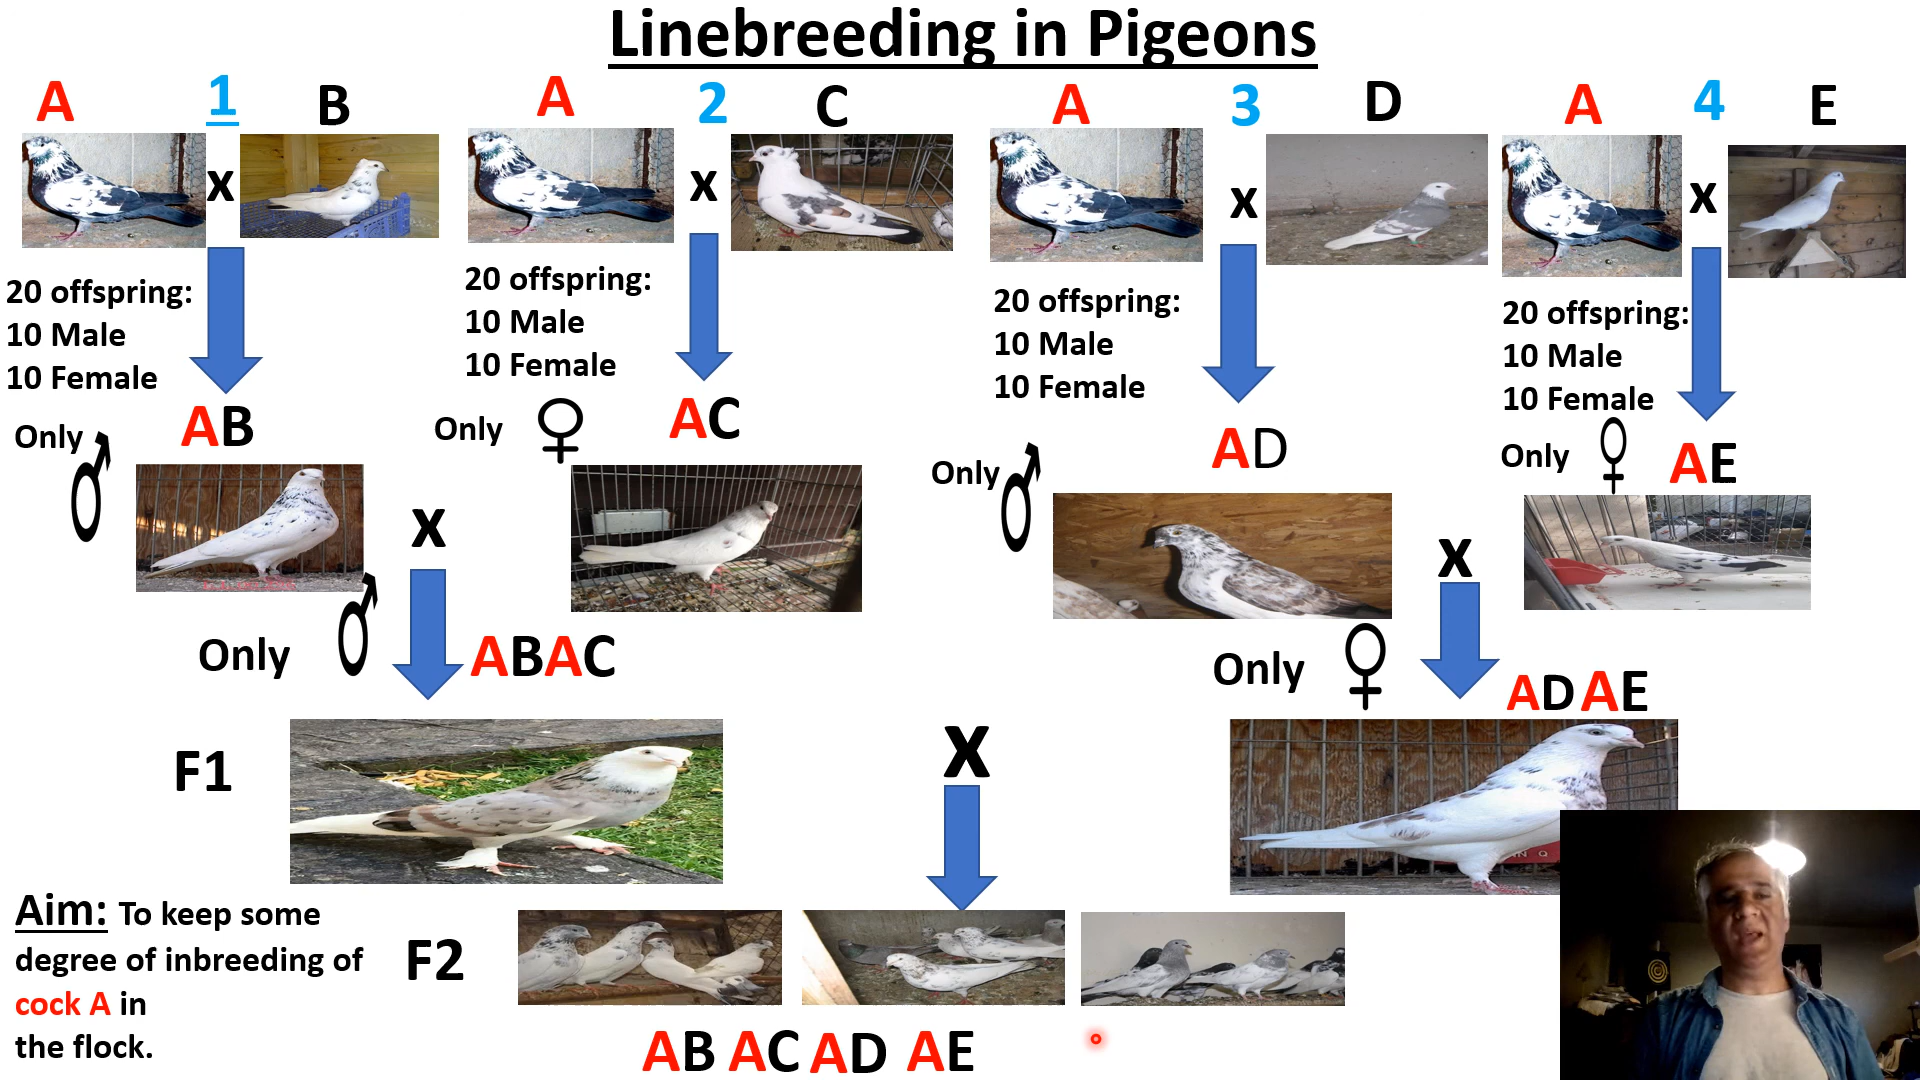 Linebreeding in Pigeons
A 1 B
A 2 C
A 3 D
A 4 E
x
x
x
x
20 offspring:
10 Male
10 Female
20 offspring:
10 Male
10 Female
20 offspring:
10 Male
10 Female
20 offspring:
10 Male
10 Female
Only ♂
AB
Only ♀
AC
Only ♂
AD
Only ♀
AE
x
x
Only ♂
ABAC
Only ♀
AD AE
F1
X
Aim: To keep some
degree of inbreeding of
cock A in
the flock.
F2
AB AC AD AE